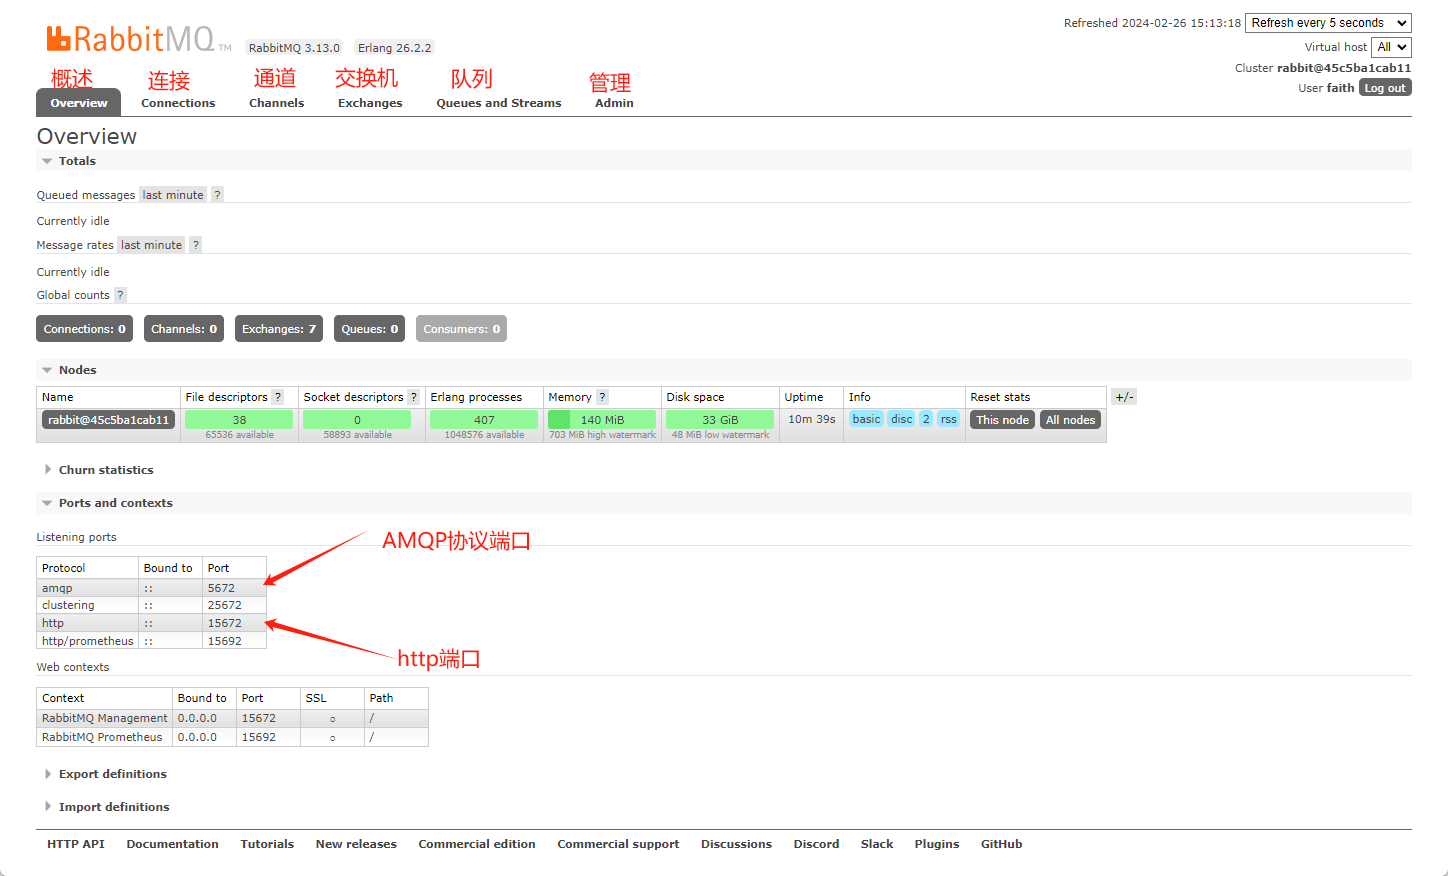 RabbitMQ TM RabbitMQ 3.13.0 Erlang 26.2.2
Refreshed 2024-02-26 15:13:18 Refresh every 5 seconds
Virtual host All
Cluster rabbit@45c5ba1cab11
User faith Log out
概述 连接 通道 交换机 队列 管理
Overview Connections Channels Exchanges Queues and Streams Admin
Overview
Totals
Queued messages last minute ?
Currently idle
Message rates last minute ?
Currently idle
Global counts ?
Connections: 0 Channels: 0 Exchanges: 7 Queues: 0 Consumers: 0
Nodes
Name File descriptors ? Socket descriptors ? Erlang processes Memory ? Disk space Uptime Info Reset stats +/-
rabbit@45c5ba1cab11 38 0 407 140 MiB 33 GiB 10m 39s basic disc 2 rss This node All nodes
65536 available 58893 available 1048576 available 703 MiB high watermark 48 MiB low watermark
Churn statistics
Ports and contexts
Listening ports
AMQP协议端口
Protocol Bound to Port
amqp :: 5672
clustering :: 25672
http :: 15672
http/prometheus :: 15692
http端口
Web contexts
Context Bound to Port SSL Path
RabbitMQ Management 0.0.0.0 15672 ○ /
RabbitMQ Prometheus 0.0.0.0 15692 ○ /
Export definitions
Import definitions
HTTP API Documentation Tutorials New releases Commercial edition Commercial support Discussions Discord Slack Plugins GitHub